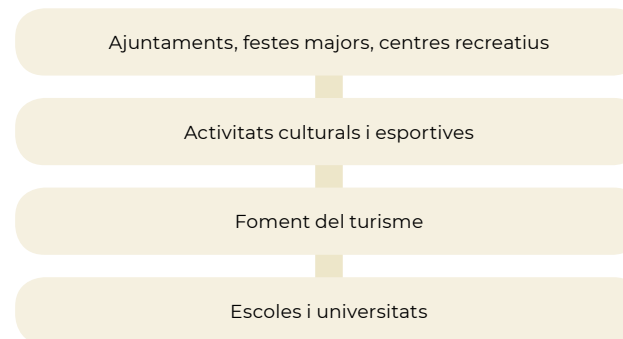 Ajuntaments, festes majors, centres recreatius
Activitats culturals i esportives
Foment del turisme
Escoles i universitats